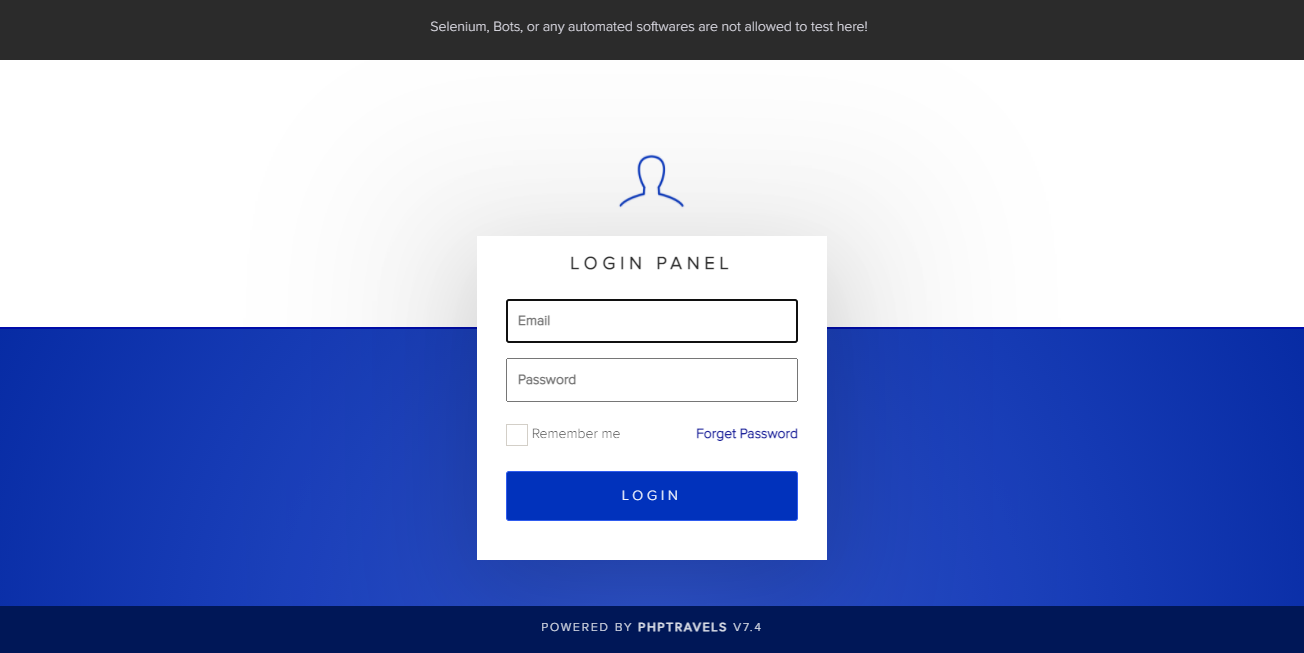 Selenium, Bots, or any automated softwares are not allowed to test here!
LOGIN PANEL
Email
Password
Remember me
Forget Password
LOGIN
POWERED BY PHPTRAVELS V7.4